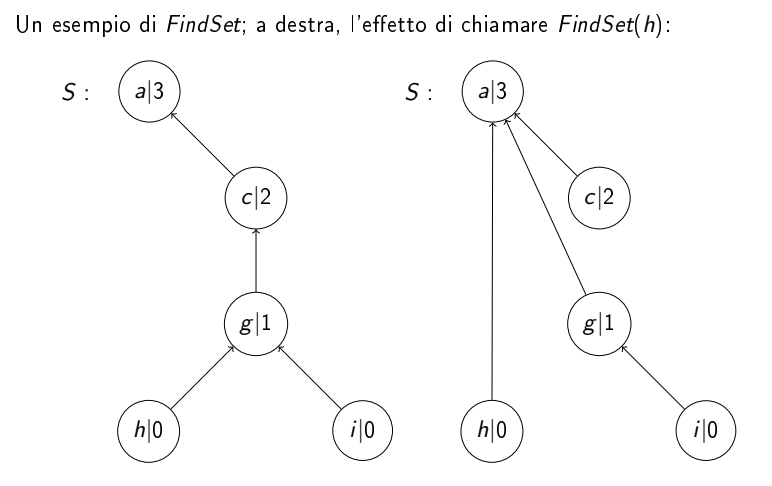 Un esempio di FindSet; a destra, l'effetto di chiamare FindSet(h):
S : a|3 S : a|3
c|2 c|2
g|1 g|1
h|0 i|0 h|0 i|0